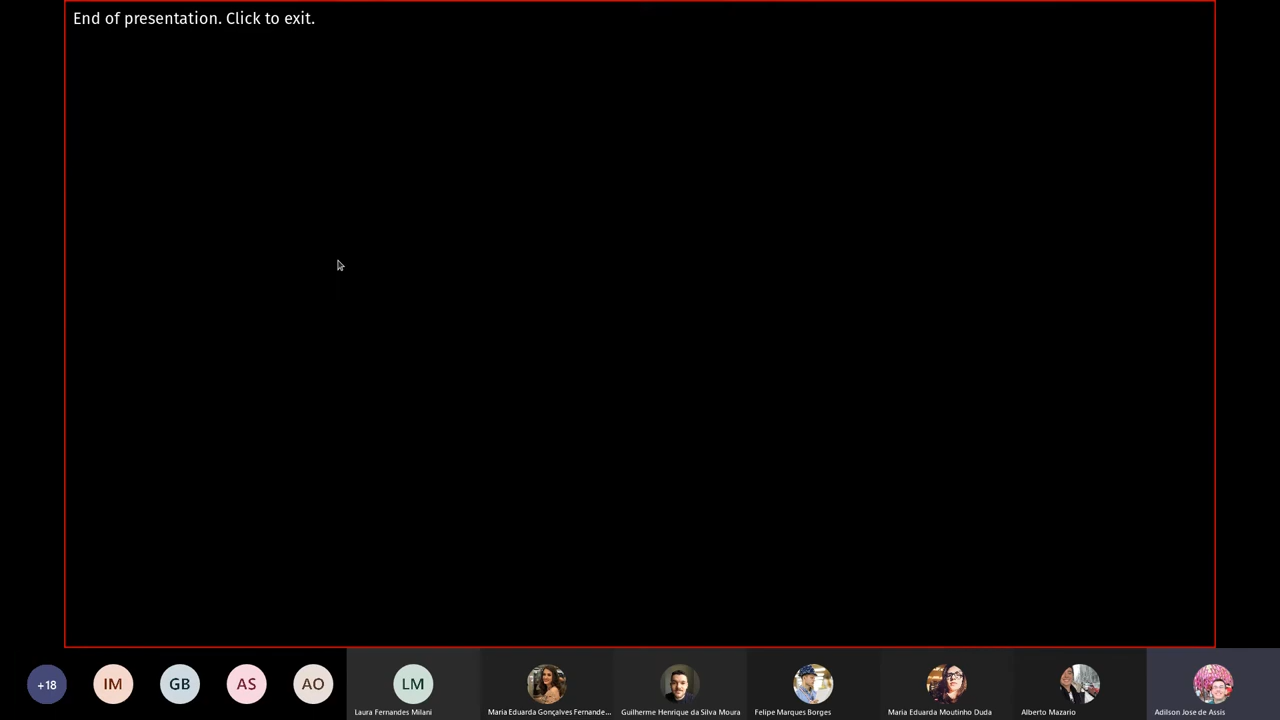 End of presentation. Click to exit.
+18
IM
GB
AS
AO
LM
Laura Fernandes Milani
Maria Eduarda Gonçalves Fernande...
Guilherme Henrique da Silva Moura
Felipe Marques Borges
Maria Eduarda Moutinho Duda
Alberto Mazario
Adilson Jose de Assis